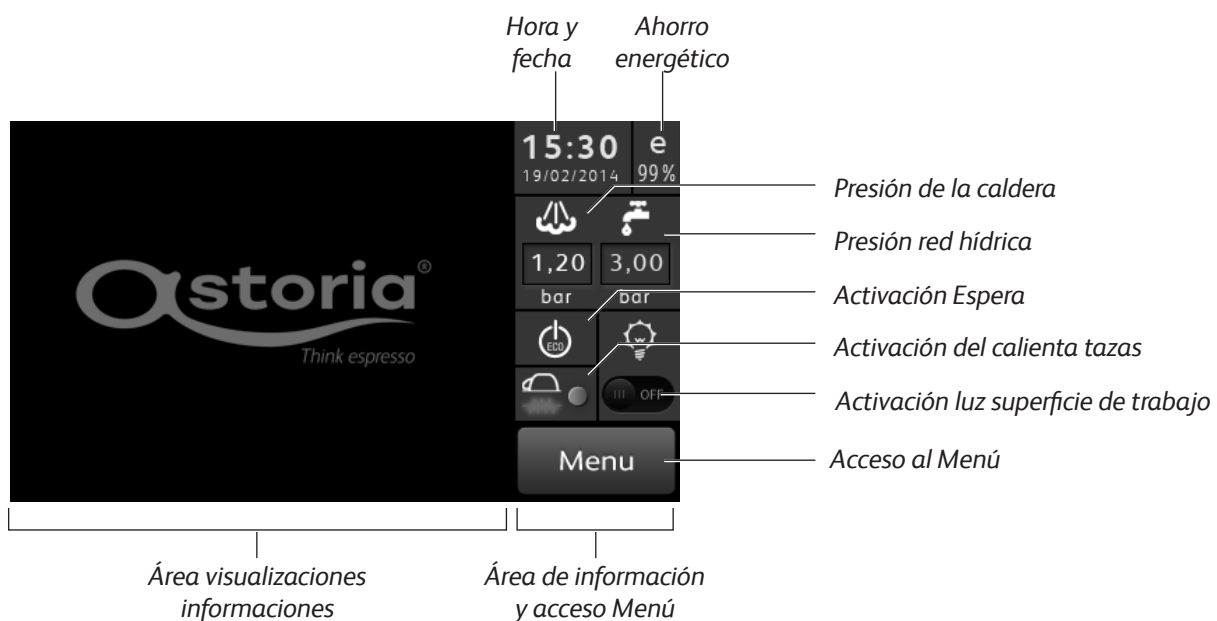 Hora y
fecha
Ahorro
energético
15:30
19/02/2014
e
99%
Presión de la caldera
Presión red hídrica
1,20
3,00
bar
bar
Activación Espera
ECO
Activación del calienta tazas
OFF
Activación luz superficie de trabajo
Menu
Acceso al Menú
astoria®
Think espresso
Área visualizaciones
informaciones
Área de información
y acceso Menú